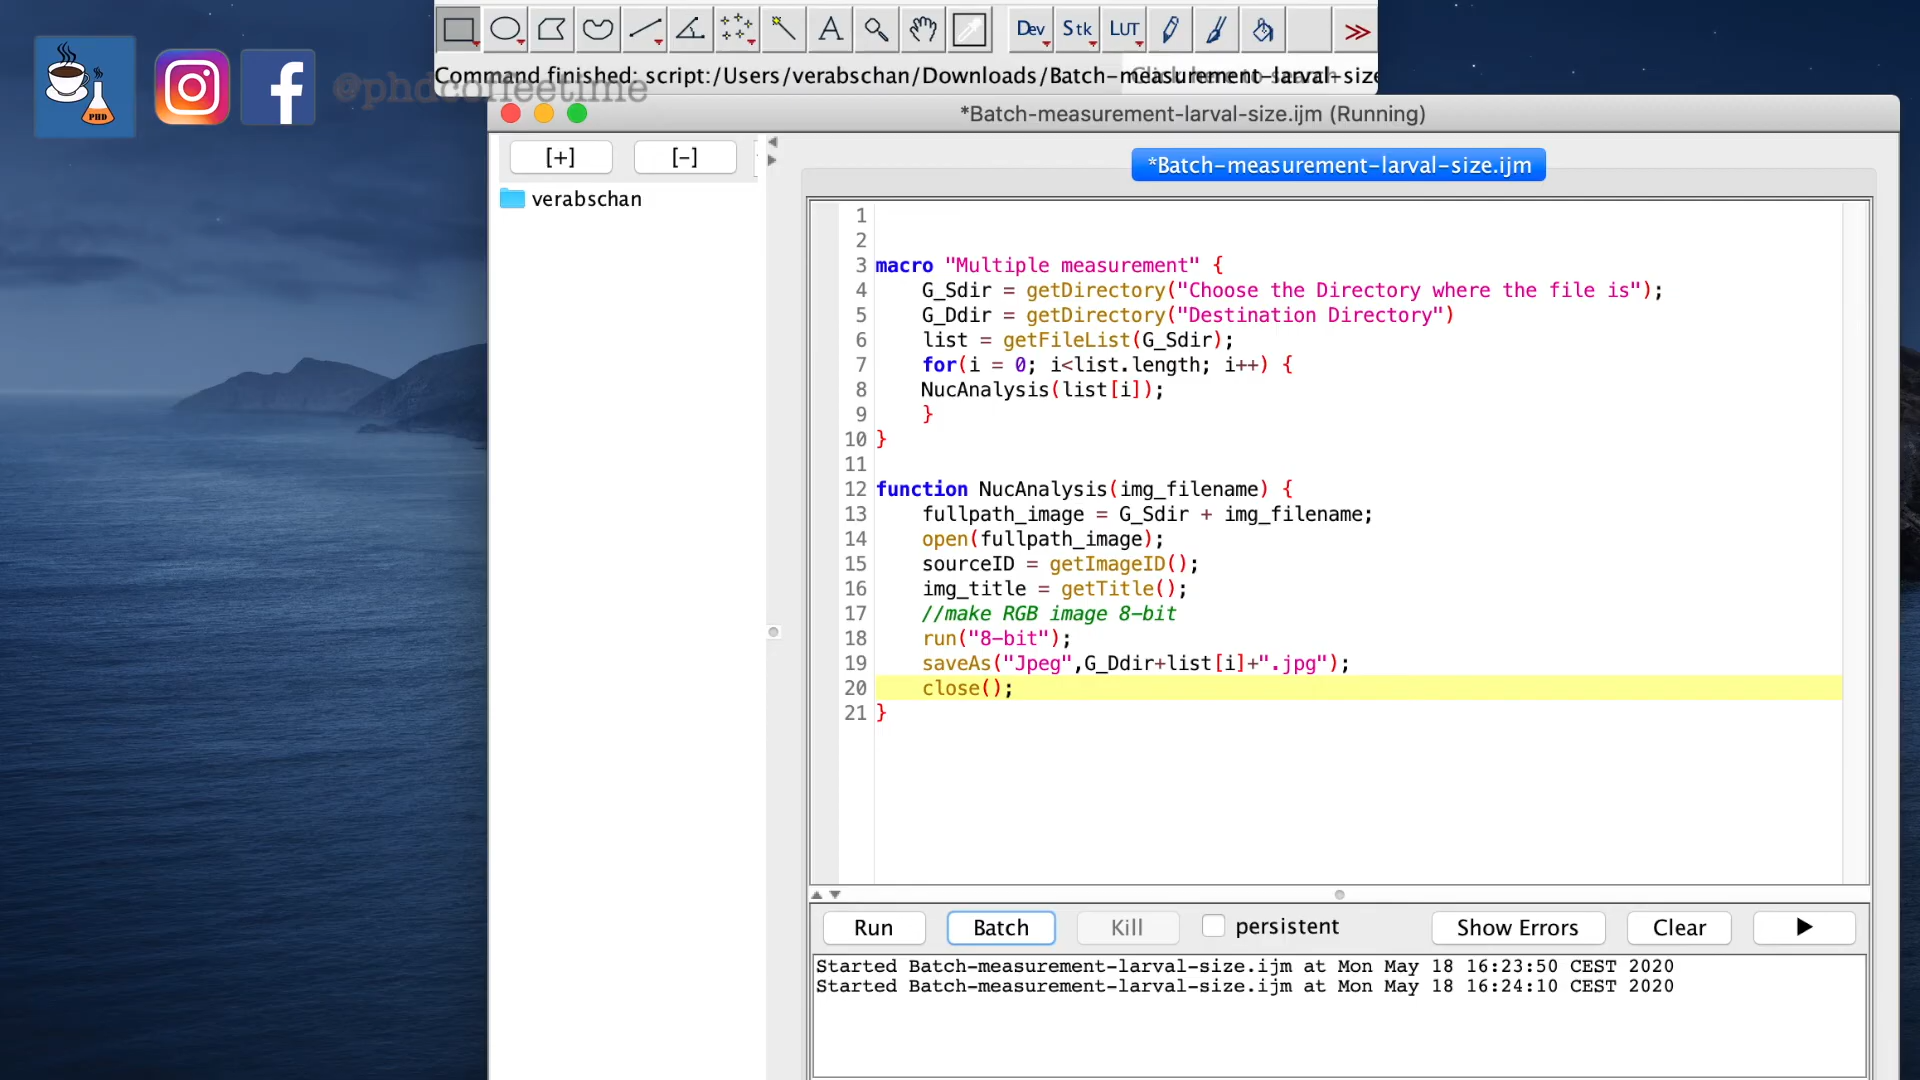 Dev Stk LUT
Command finished: script:/Users/verabschan/Downloads/Batch-measurement-larval-size
@phdcoffeetime
PHD
*Batch-measurement-larval-size.ijm (Running)
[+] [-]
*Batch-measurement-larval-size.ijm
verabschan
1
2
3 macro "Multiple measurement" {
4 G_Sdir = getDirectory("Choose the Directory where the file is");
5 G_Ddir = getDirectory("Destination Directory")
6 list = getFileList(G_Sdir);
7 for(i = 0; i<list.length; i++) {
8 NucAnalysis(list[i]);
9 }
10 }
11
12 function NucAnalysis(img_filename) {
13 fullpath_image = G_Sdir + img_filename;
14 open(fullpath_image);
15 sourceID = getImageID();
16 img_title = getTitle();
17 //make RGB image 8-bit
18 run("8-bit");
19 saveAs("Jpeg",G_Ddir+list[i]+".jpg");
20 close();
21 }
Run Batch Kill persistent Show Errors Clear
Started Batch-measurement-larval-size.ijm at Mon May 18 16:23:50 CEST 2020
Started Batch-measurement-larval-size.ijm at Mon May 18 16:24:10 CEST 2020